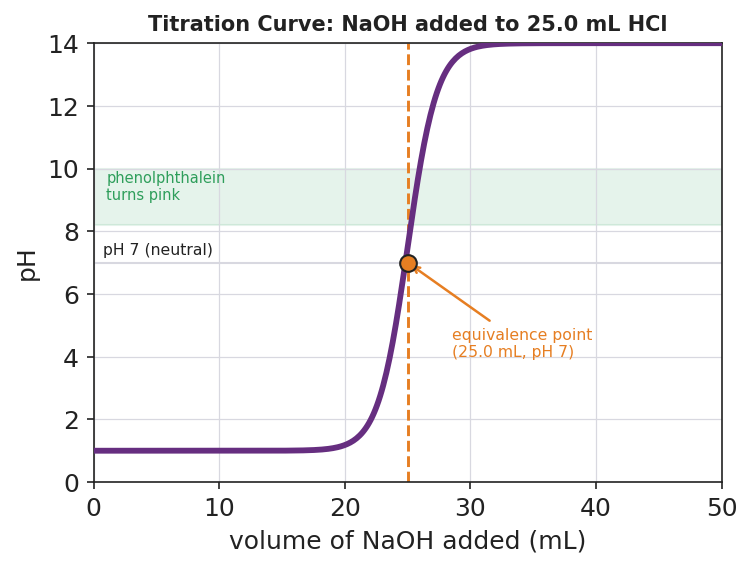 Titration Curve: NaOH added to 25.0 mL HCl
14
12
10
8
6
4
2
0
pH
phenolphthalein
turns pink
pH 7 (neutral)
equivalence point
(25.0 mL, pH 7)
0 10 20 30 40 50
volume of NaOH added (mL)